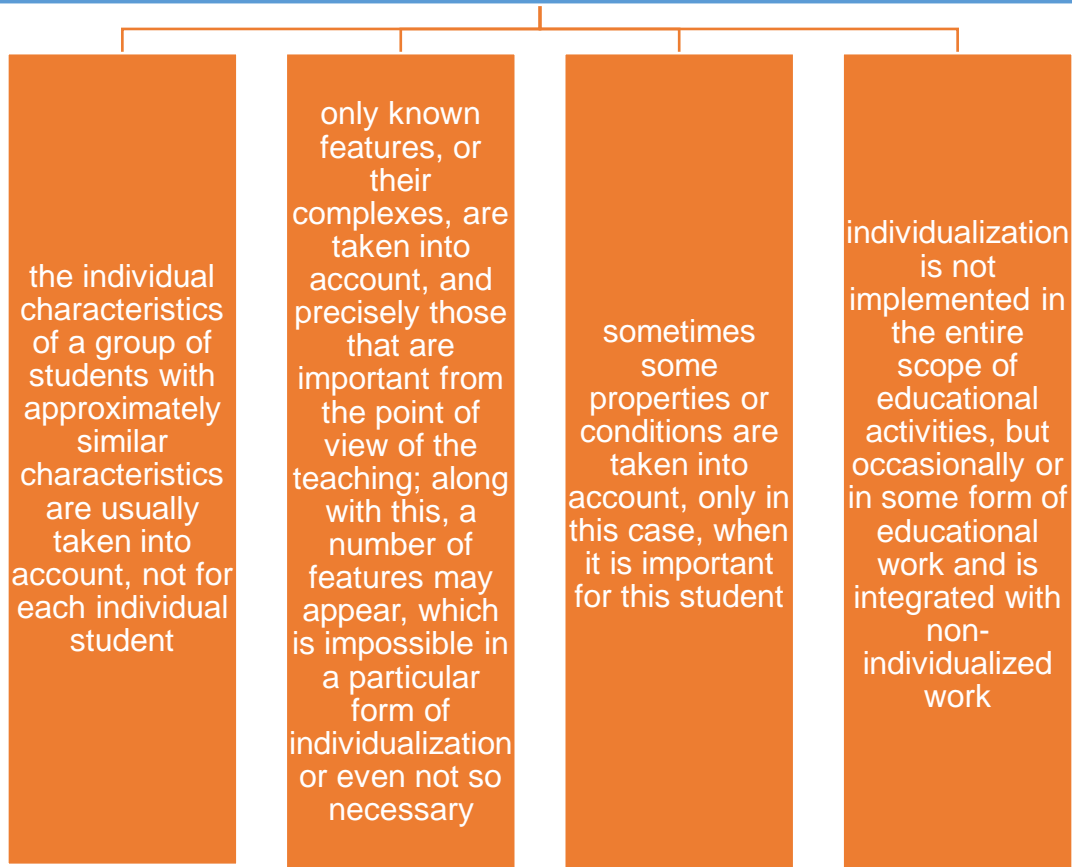 the individual
characteristics
of a group of
students with
approximately
similar
characteristics
are usually
taken into
account, not for
each individual
student
only known
features, or
their
complexes, are
taken into
account, and
precisely those
that are
important from
the point of
view of the
teaching; along
with this, a
number of
features may
appear, which
is impossible in
a particular
form of
individualization
or even not so
necessary
sometimes
some
properties or
conditions are
taken into
account, only in
this case, when
it is important
for this student
individualization
is not
implemented in
the entire
scope of
educational
activities, but
occasionally or
in some form of
educational
work and is
integrated with
non-
individualized
work